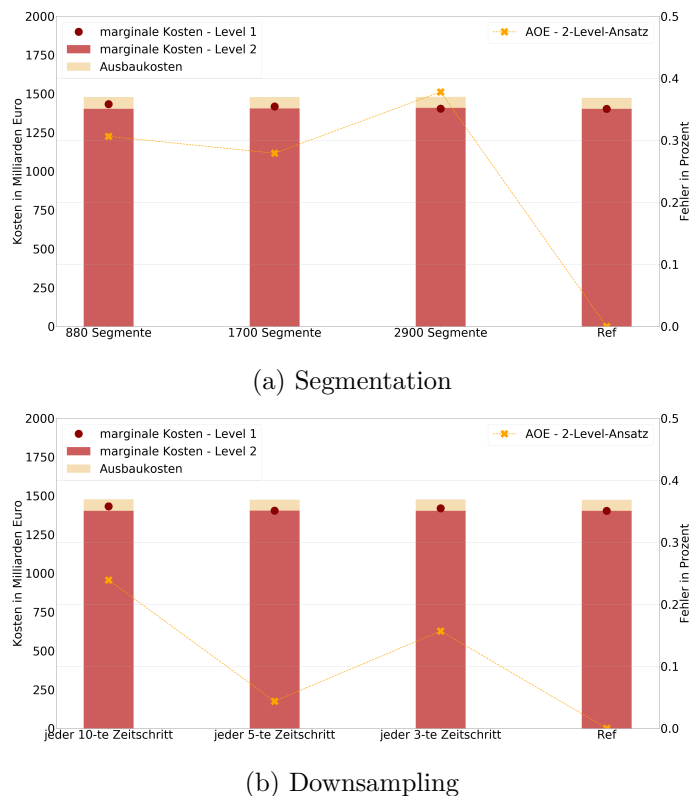 2000
1750
1500
1250
1000
750
500
250
0
Kosten in Milliarden Euro
marginale Kosten - Level 1
marginale Kosten - Level 2
Ausbaukosten
AOE - 2-Level-Ansatz
0.5
0.4
0.3
0.2
0.1
0.0
Fehler in Prozent
880 Segmente
1700 Segmente
2900 Segmente
Ref
(a) Segmentation
2000
1750
1500
1250
1000
750
500
250
0
Kosten in Milliarden Euro
marginale Kosten - Level 1
marginale Kosten - Level 2
Ausbaukosten
AOE - 2-Level-Ansatz
0.5
0.4
0.3
0.2
0.1
0.0
Fehler in Prozent
jeder 10-te Zeitschritt
jeder 5-te Zeitschritt
jeder 3-te Zeitschritt
Ref
(b) Downsampling